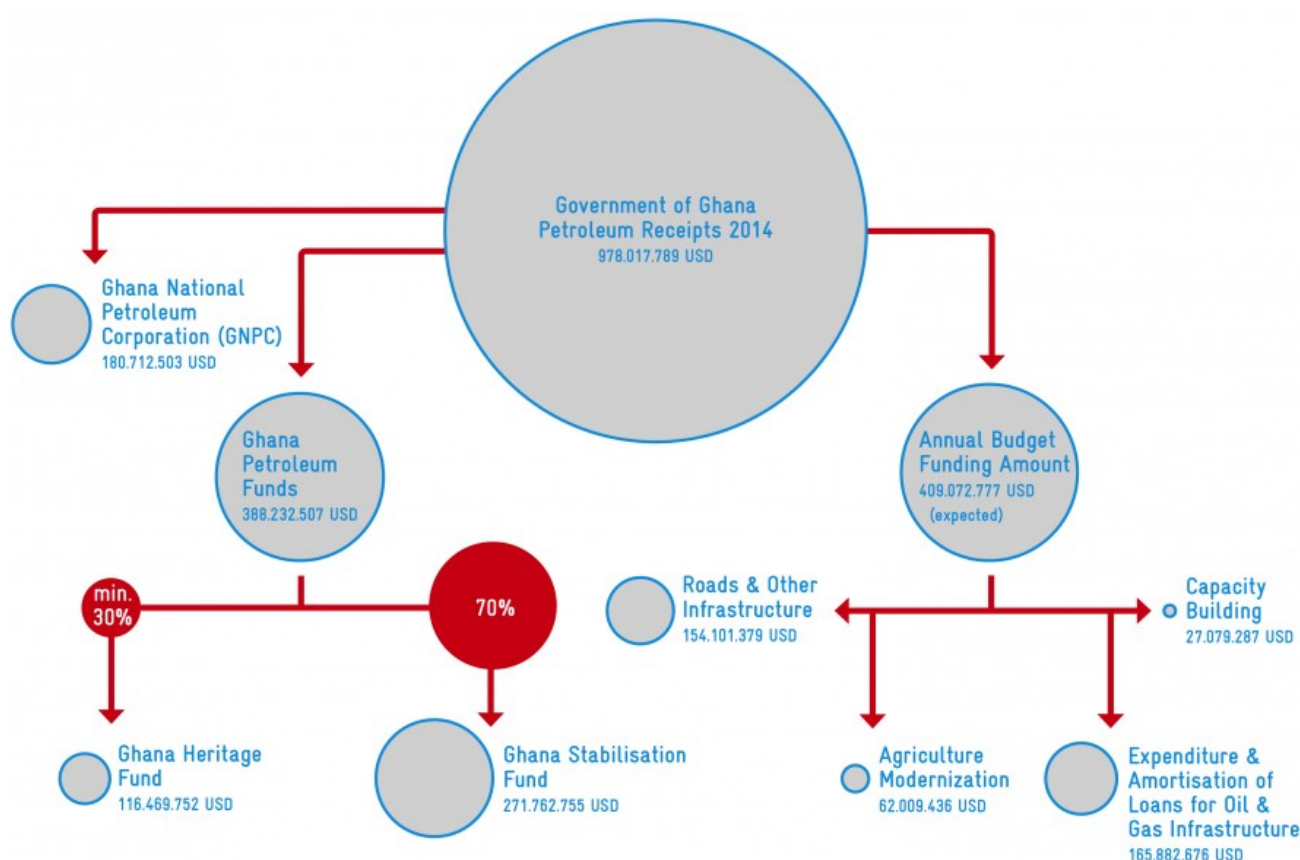 Government of Ghana
Petroleum Receipts 2014
978.017.789 USD
Ghana National
Petroleum
Corporation (GNPC)
180.712.503 USD
Ghana
Petroleum
Funds
388.232.507 USD
Annual Budget
Funding Amount
409.072.777 USD
(expected)
min.
30%
70%
Roads & Other
Infrastructure
154.101.379 USD
Capacity
Building
27.079.287 USD
Ghana Heritage
Fund
116.469.752 USD
Ghana Stabilisation
Fund
271.762.755 USD
Agriculture
Modernization
62.009.436 USD
Expenditure &
Amortisation of
Loans for Oil &
Gas Infrastructure
165.882.676 USD